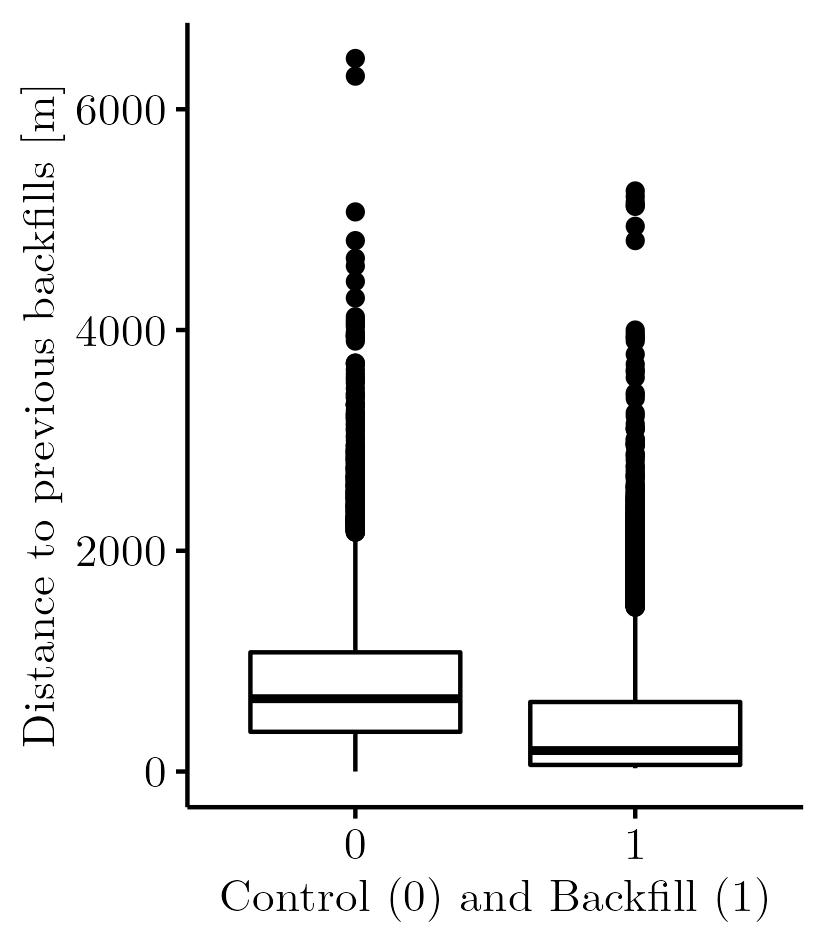 Distance to previous backfills [m]
6000
4000
2000
0
0 1
Control (0) and Backfill (1)